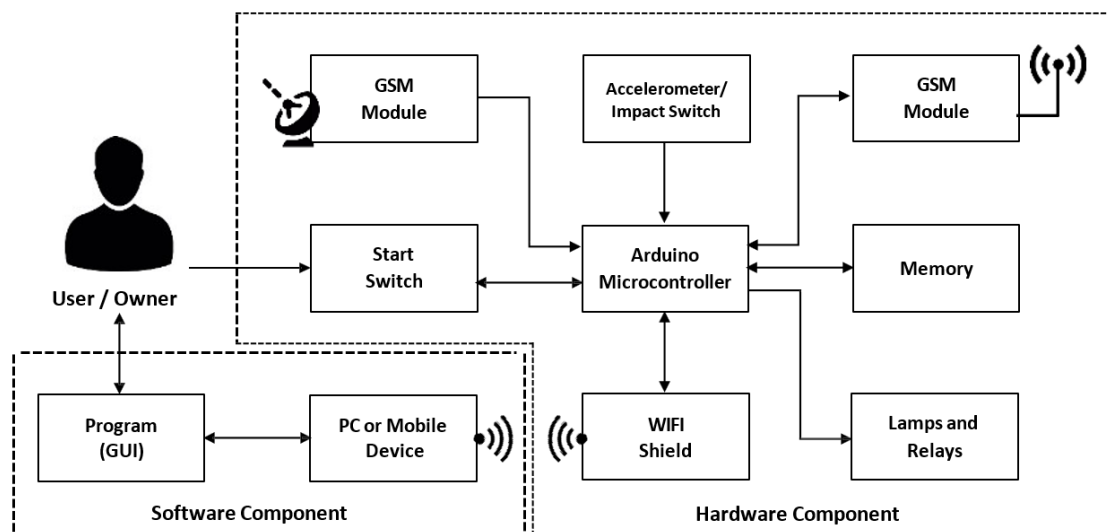 GSM
Module
Accelerometer/
Impact Switch
GSM
Module
Start
Switch
Arduino
Microcontroller
Memory
User / Owner
Program
(GUI)
PC or Mobile
Device
WIFI
Shield
Lamps and
Relays
Software Component
Hardware Component